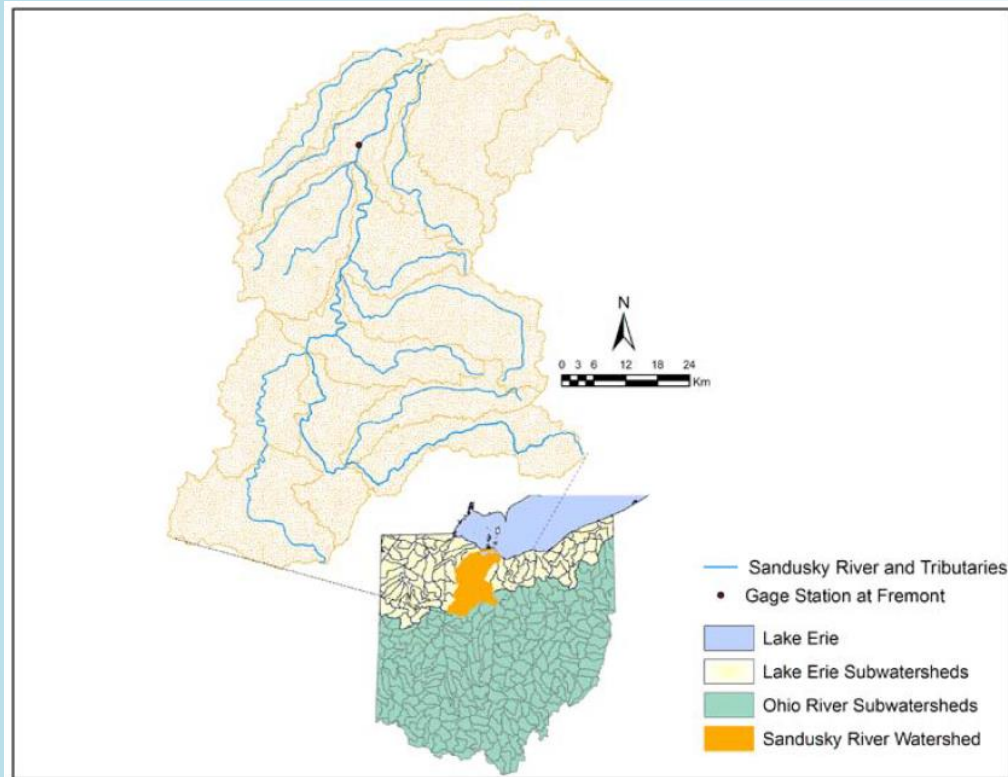 N
0 3 6 12 18 24
Km
Sandusky River and Tributaries
Gage Station at Fremont
Lake Erie
Lake Erie Subwatersheds
Ohio River Subwatersheds
Sandusky River Watershed